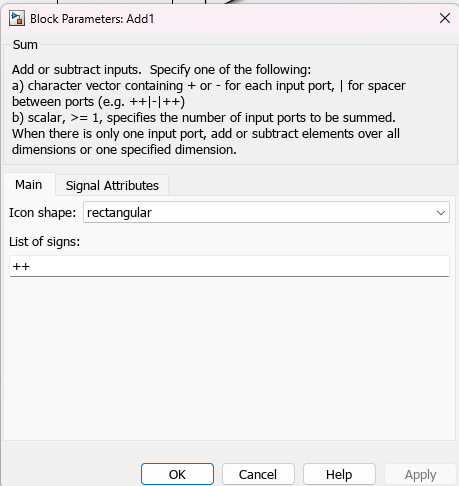 Block Parameters: Add1
Sum
Add or subtract inputs.  Specify one of the following:
a) character vector containing + or - for each input port, | for spacer
between ports (e.g. ++|-|++)
b) scalar, >= 1, specifies the number of input ports to be summed.
When there is only one input port, add or subtract elements over all
dimensions or one specified dimension.
Main Signal Attributes
Icon shape: rectangular
List of signs:
++
OK Cancel Help Apply